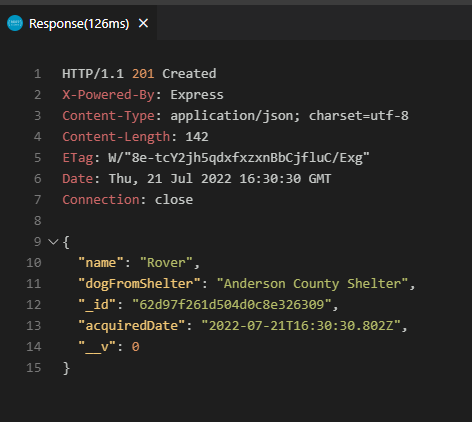 Response(126ms) ×
1 HTTP/1.1 201 Created
2 X-Powered-By: Express
3 Content-Type: application/json; charset=utf-8
4 Content-Length: 142
5 ETag: W/"8e-tcY2jh5qdxfxzxnBbCjfluC/Exg"
6 Date: Thu, 21 Jul 2022 16:30:30 GMT
7 Connection: close
8
9 {
10 "name": "Rover",
11 "dogFromShelter": "Anderson County Shelter",
12 "_id": "62d97f261d504d0c8e326309",
13 "acquiredDate": "2022-07-21T16:30:30.802Z",
14 "__v": 0
15 }